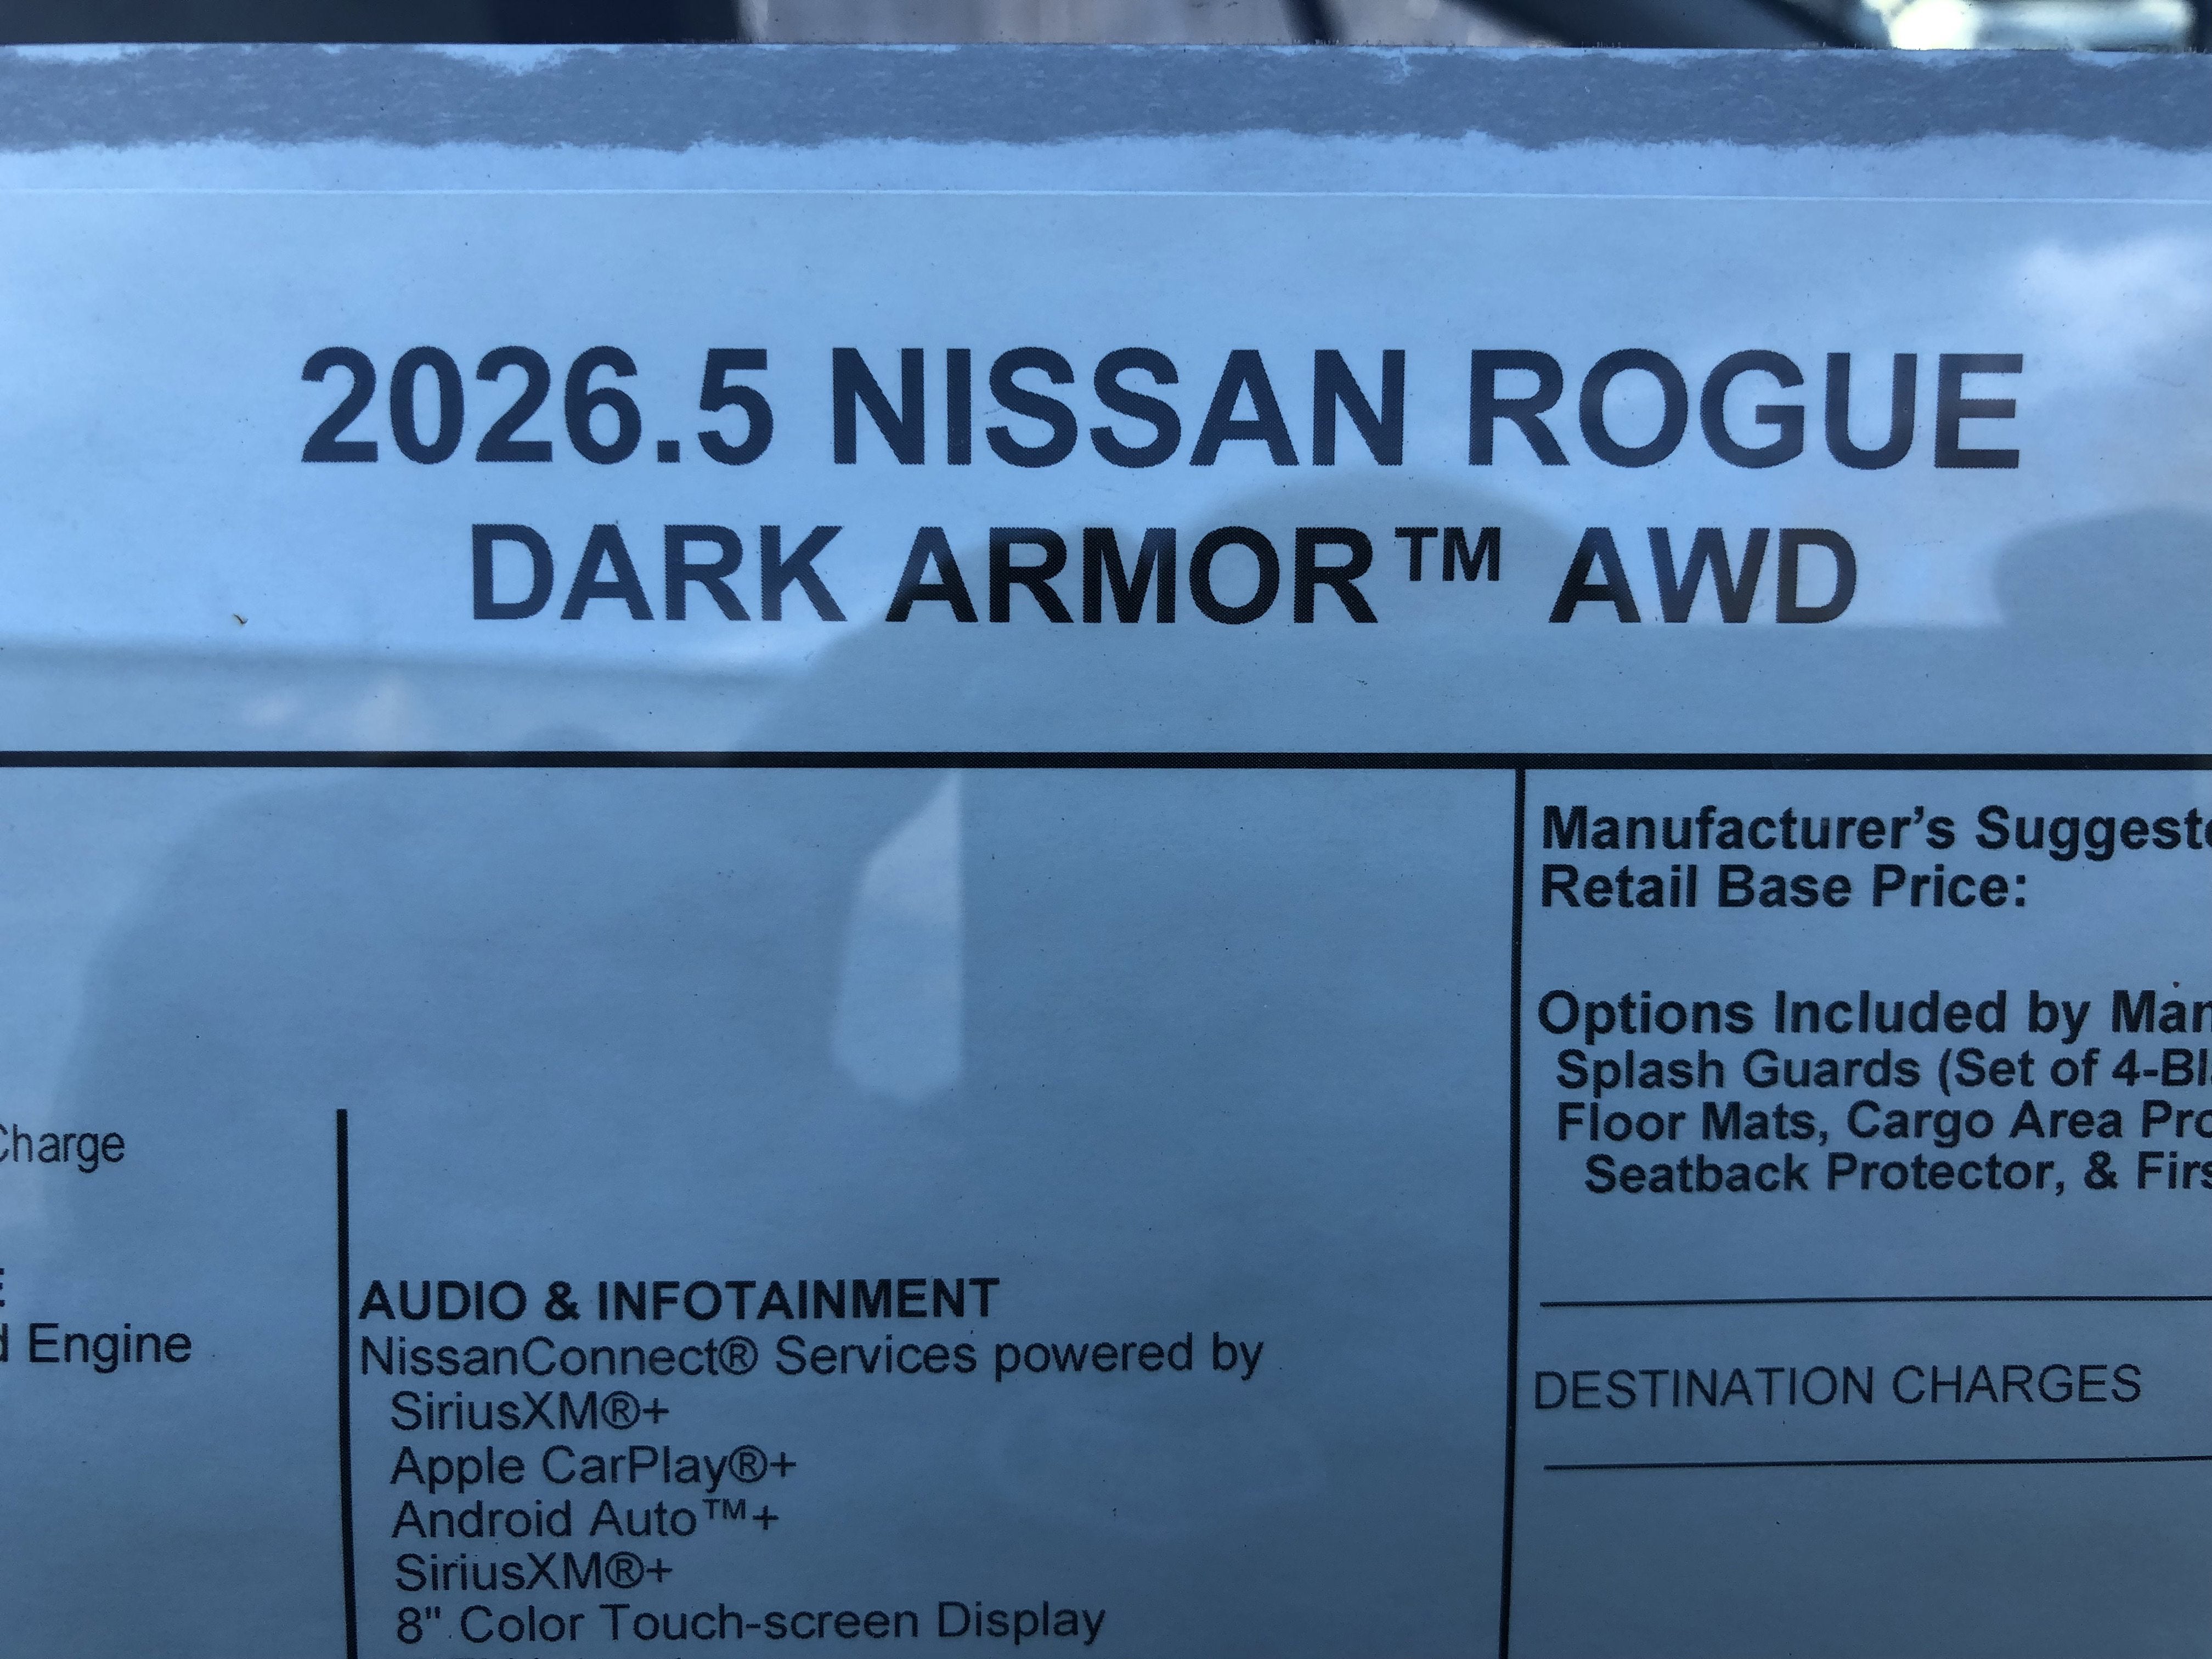 2026.5 NISSAN ROGUE
DARK ARMOR™ AWD
Charge
Engine
AUDIO & INFOTAINMENT
NissanConnect® Services powered by
SiriusXM®+
Apple CarPlay®+
Android Auto™+
SiriusXM®+
8" Color Touch-screen Display
Manufacturer's
Retail Base Price:
Options Included by
Splash Guards (Set of
Floor Mats, Cargo Area
Seatback Protector, &
DESTINATION CHARGES